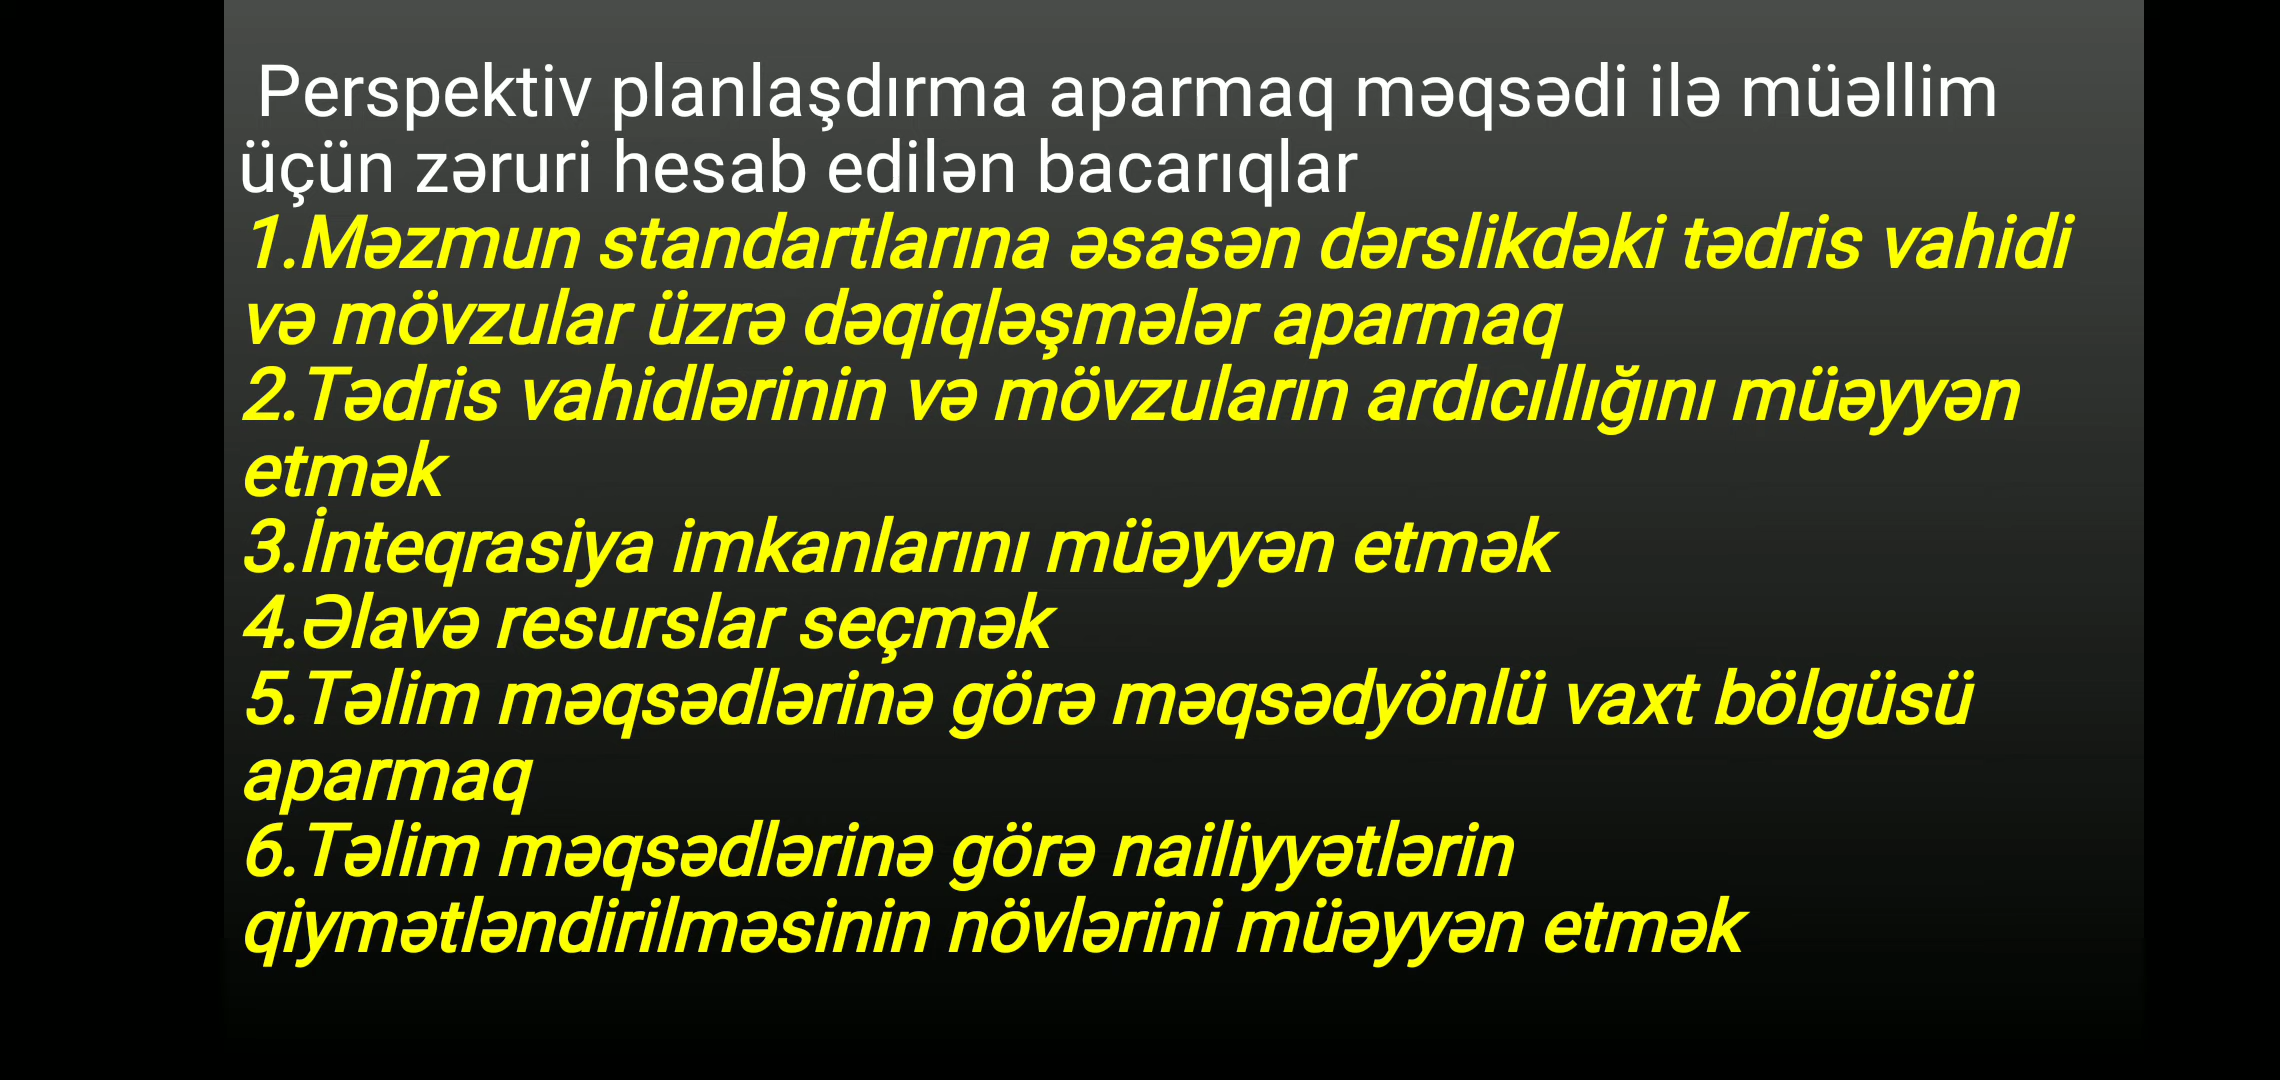 Perspektiv planlaşdırma aparmaq məqsədi ilə müəllim
üçün zəruri hesab edilən bacarıqlar
1.Məzmun standartlarına əsasən dərslikdəki tədris vahidi
və mövzular üzrə dəqiqləşmələr aparmaq
2.Tədris vahidlərinin və mövzuların ardıcıllığını müəyyən
etmək
3.İnteqrasiya imkanlarını müəyyən etmək
4.Əlavə resurslar seçmək
5.Təlim məqsədlərinə görə məqsədyönlü vaxt bölgüsü
aparmaq
6.Təlim məqsədlərinə görə nailiyyətlərin
qiymətləndirilməsinin növlərini müəyyən etmək